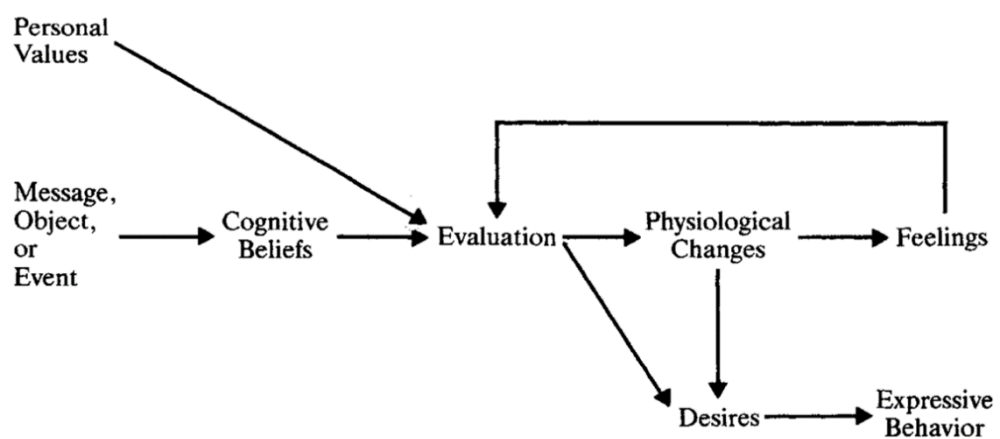 Personal
Values
Message,
Object,
or
Event
Cognitive
Beliefs
Evaluation
Physiological
Changes
Feelings
Desires
Expressive
Behavior